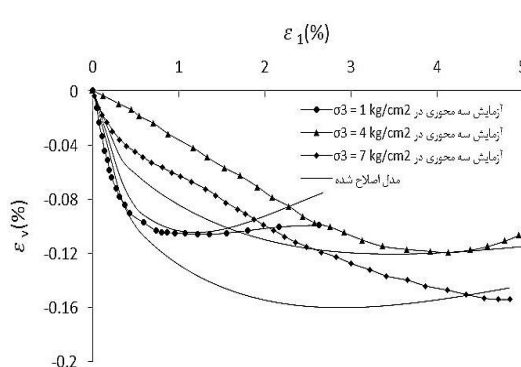 ε1(%)
0 1 2 3 4 5
0
-0.04
-0.08
-0.12
-0.16
-0.2
εv(%)
آزمایش سه محوری در σ3 = 1 kg/cm2
آزمایش سه محوری در σ3 = 4 kg/cm2
آزمایش سه محوری در σ3 = 7 kg/cm2
مدل اصلاح شده